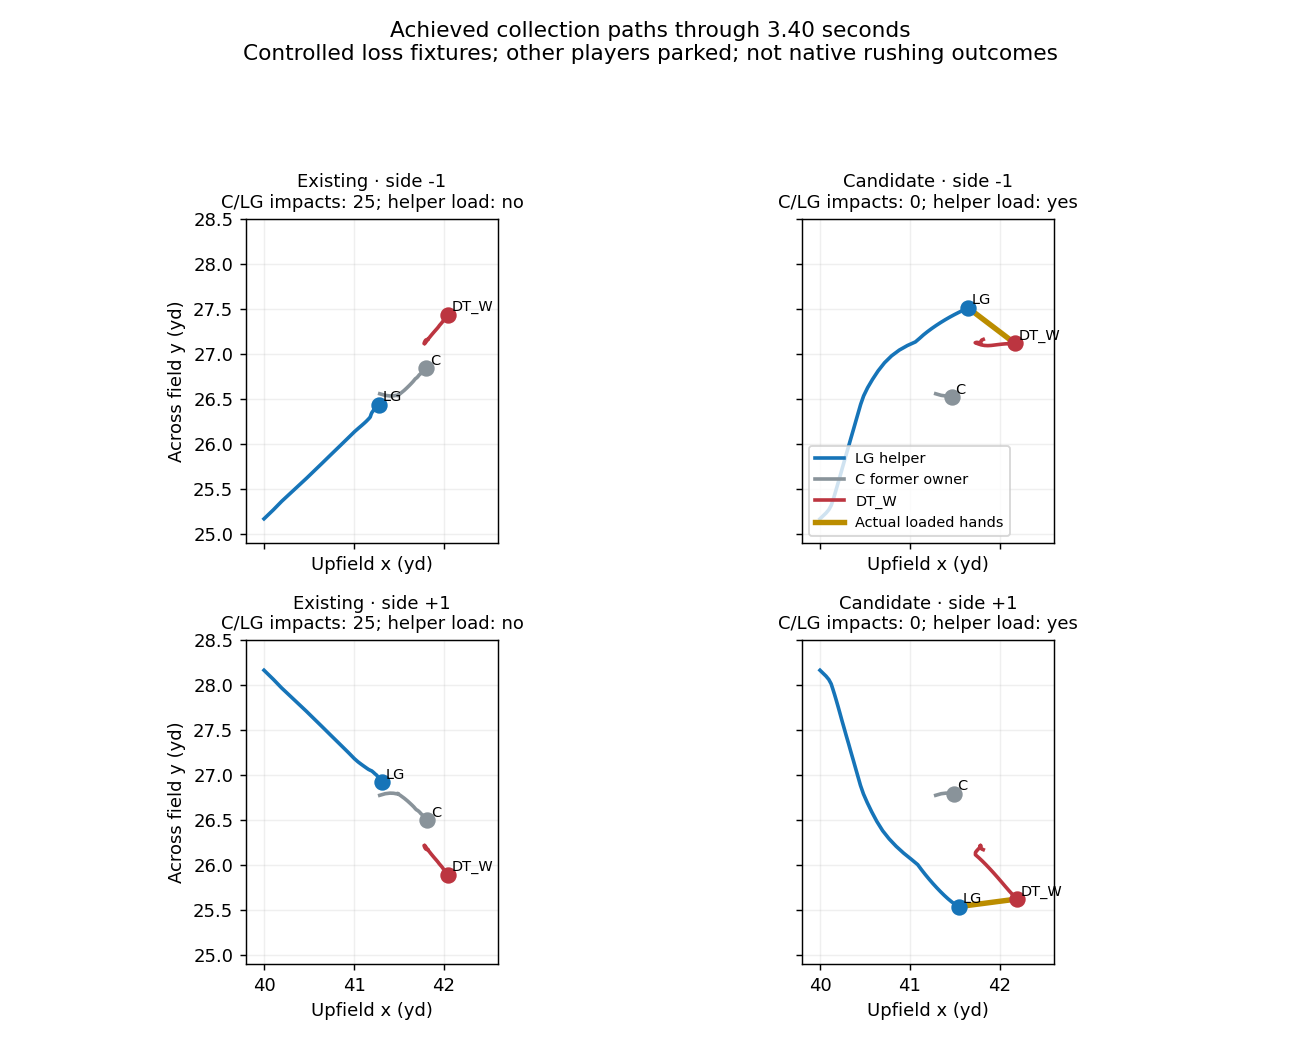 Achieved collection paths through 3.40 seconds
Controlled loss fixtures; other players parked; not native rushing outcomes
Existing · side -1
C/LG impacts: 25; helper load: no
28.5
28.0
27.5
27.0
26.5
26.0
25.5
25.0
Across field y (yd)
DT_W
C
LG
Upfield x (yd)
Candidate · side -1
C/LG impacts: 0; helper load: yes
LG
DT_W
C
LG helper
C former owner
DT_W
Actual loaded hands
Upfield x (yd)
Existing · side +1
C/LG impacts: 25; helper load: no
28.5
28.0
27.5
27.0
26.5
26.0
25.5
25.0
Across field y (yd)
LG
C
DT_W
40
41
42
Upfield x (yd)
Candidate · side +1
C/LG impacts: 0; helper load: yes
C
DT_W
LG
40
41
42
Upfield x (yd)